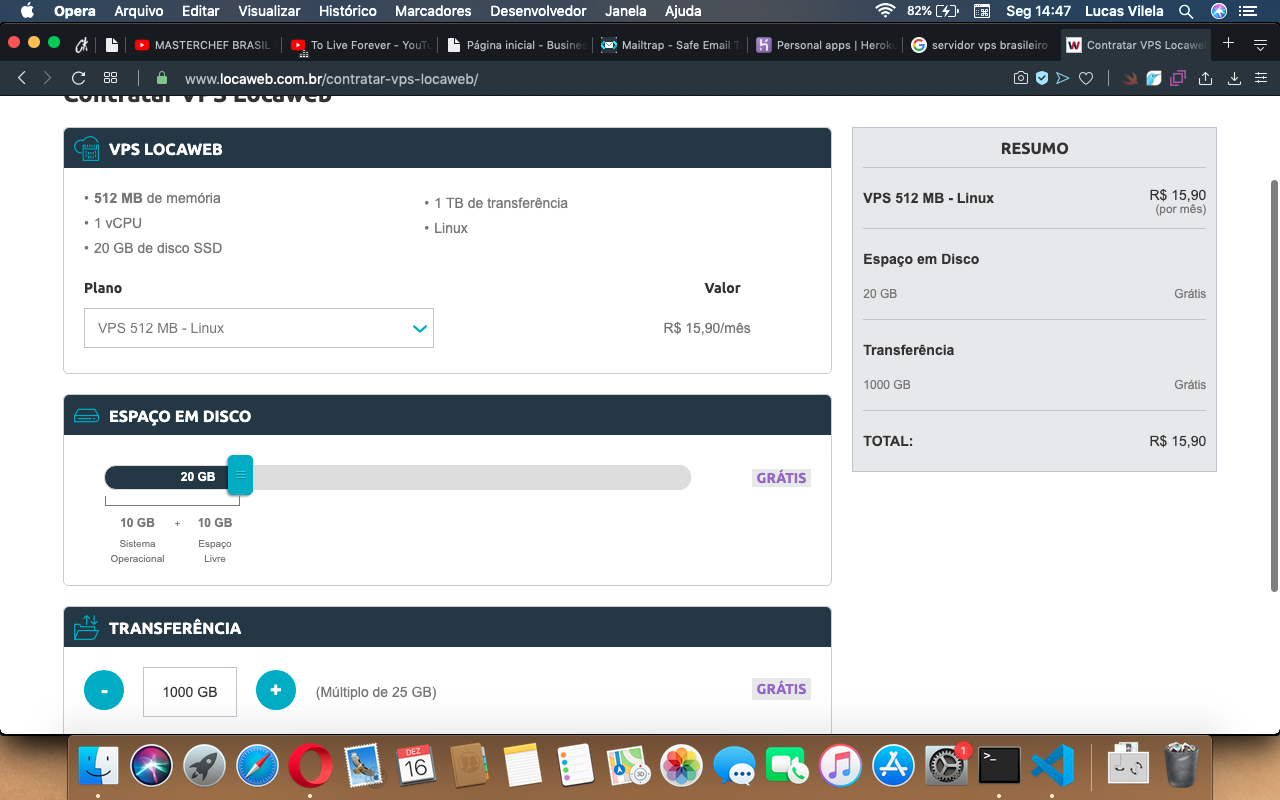 Opera Arquivo Editar Visualizar Histórico Marcadores Desenvolvedor Janela Ajuda 82% Seg 14:47 Lucas Vilela
MASTERCHEF BRASIL To Live Forever - YouTu Página inicial - Busines Mailtrap - Safe Email T Personal apps | Heroku servidor vps brasileiro Contratar VPS Locaweb
www.locaweb.com.br/contratar-vps-locaweb/
Contratar VPS Locaweb
VPS LOCAWEB
• 512 MB de memória
• 1 vCPU
• 20 GB de disco SSD
• 1 TB de transferência
• Linux
Plano Valor
VPS 512 MB - Linux R$ 15,90/mês
ESPAÇO EM DISCO
20 GB GRÁTIS
10 GB + 10 GB
Sistema Espaço
Operacional Livre
TRANSFERÊNCIA
- 1000 GB + (Múltiplo de 25 GB) GRÁTIS
RESUMO
VPS 512 MB - Linux R$ 15,90
(por mês)
Espaço em Disco
20 GB Grátis
Transferência
1000 GB Grátis
TOTAL: R$ 15,90
DEZ
16
3D
1
>_